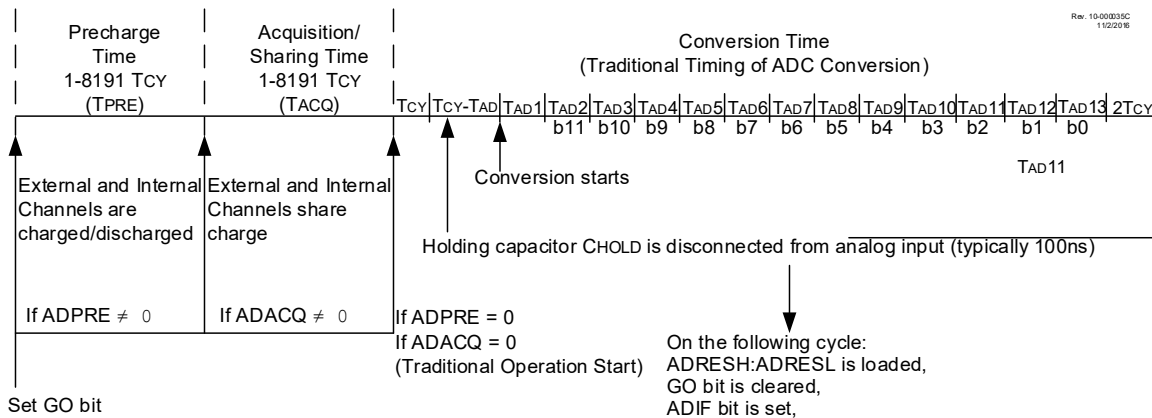 Rev. 10-000035C
11/2/2016
Precharge
Time
1-8191 TCY
(TPRE)
Acquisition/
Sharing Time
1-8191 TCY
(TACQ)
Conversion Time
(Traditional Timing of ADC Conversion)
TCY TCY-TAD TAD1 TAD2 TAD3 TAD4 TAD5 TAD6 TAD7 TAD8 TAD9 TAD10 TAD11 TAD12 TAD13 2TCY
b11 b10 b9 b8 b7 b6 b5 b4 b3 b2 b1 b0
TAD11
Conversion starts
External and Internal
Channels are
charged/discharged
External and Internal
Channels share
charge
Holding capacitor CHOLD is disconnected from analog input (typically 100ns)
If ADPRE ≠ 0
If ADACQ ≠ 0
If ADPRE = 0
If ADACQ = 0
(Traditional Operation Start)
On the following cycle:
ADRESH:ADRESL is loaded,
GO bit is cleared,
ADIF bit is set,
Set GO bit